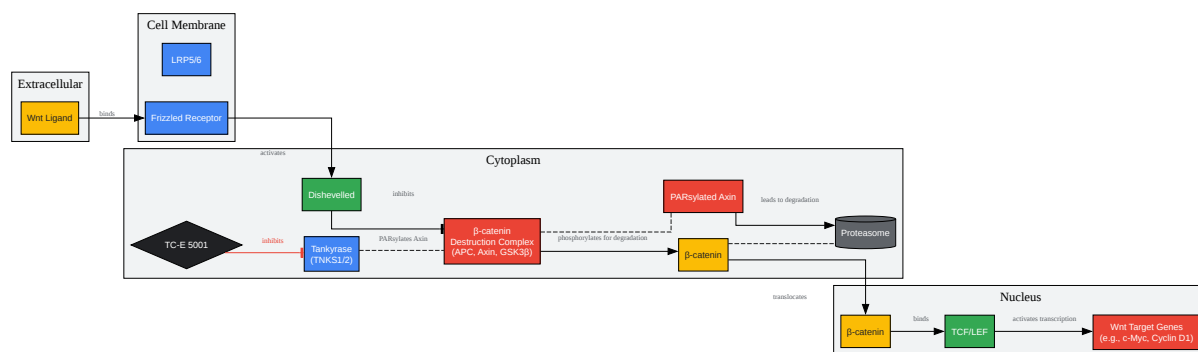 Cell Membrane
LRP5/6
Extracellular
Wnt Ligand
binds
Frizzled Receptor
activates
Cytoplasm
Dishevelled
inhibits
PARsylated Axin
leads to degradation
Proteasome
TC-E 5001
inhibits
Tankyrase
(TNKS1/2)
PARsylates Axin
β-catenin
Destruction Complex
(APC, Axin, GSK3β)
phosphorylates for degradation
β-catenin
translocates
Nucleus
β-catenin
binds
TCF/LEF
activates transcription
Wnt Target Genes
(e.g., c-Myc, Cyclin D1)